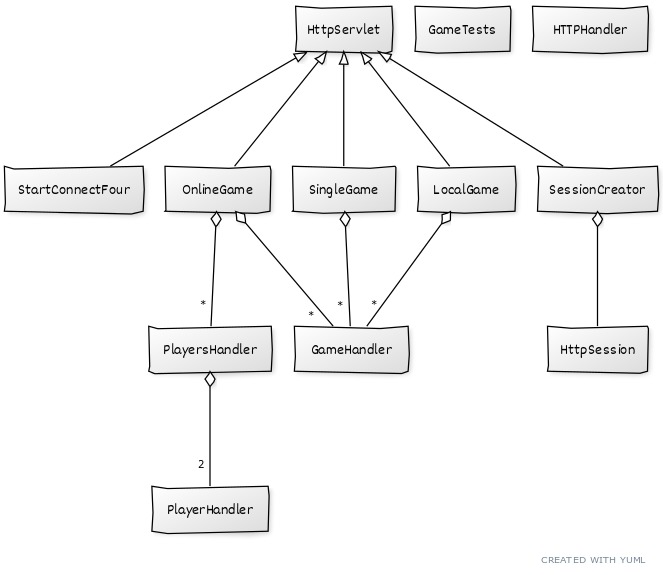 HttpServlet
GameTests
HTTPHandler
StartConnectFour
OnlineGame
SingleGame
LocalGame
SessionCreator
*
*
*
*
PlayersHandler
GameHandler
HttpSession
2
PlayerHandler
CREATED WITH YUML